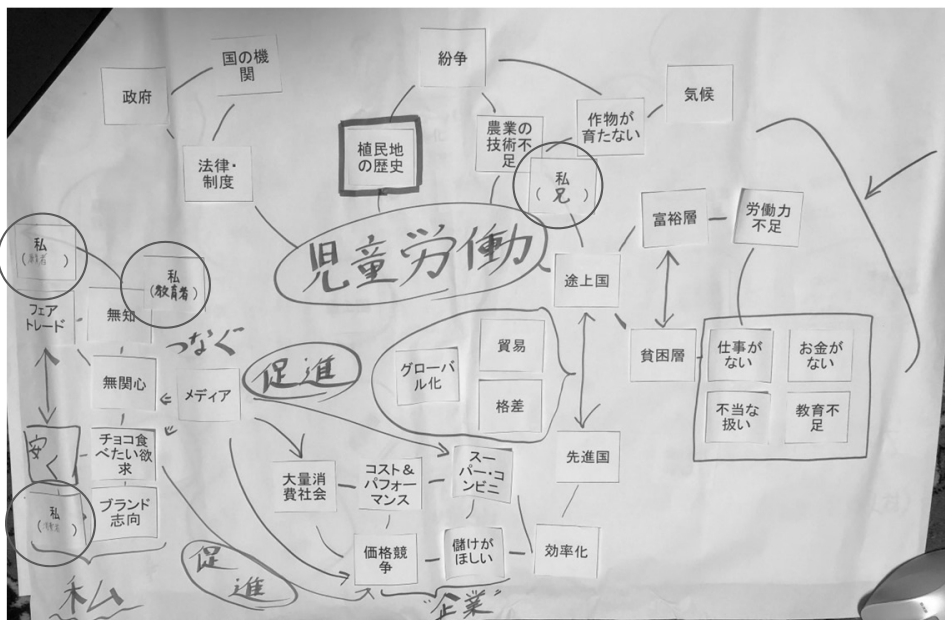 国の機
関
政府
法律・
制度
紛争
植民地
の歴史
農業の
技術不
足
作物が
育たない
気候
私
(兄)
児童労働
途上国
富裕層
労働力
不足
貧困層
仕事が
ない
お金が
ない
不当な
扱い
教育不
足
私
私
(教育者)
フェア
トレード
無知
つなぐ
無関心
メディア
促進
グローバ
ル化
貿易
格差
安く
チョコ食
べたい欲
求
ブランド
志向
私
私
大量消
費社会
コスト&
パフォー
マンス
スー
パー・コ
ンビニ
先進国
価格競
争
儲けが
ほしい
効率化
促
進
"企業"